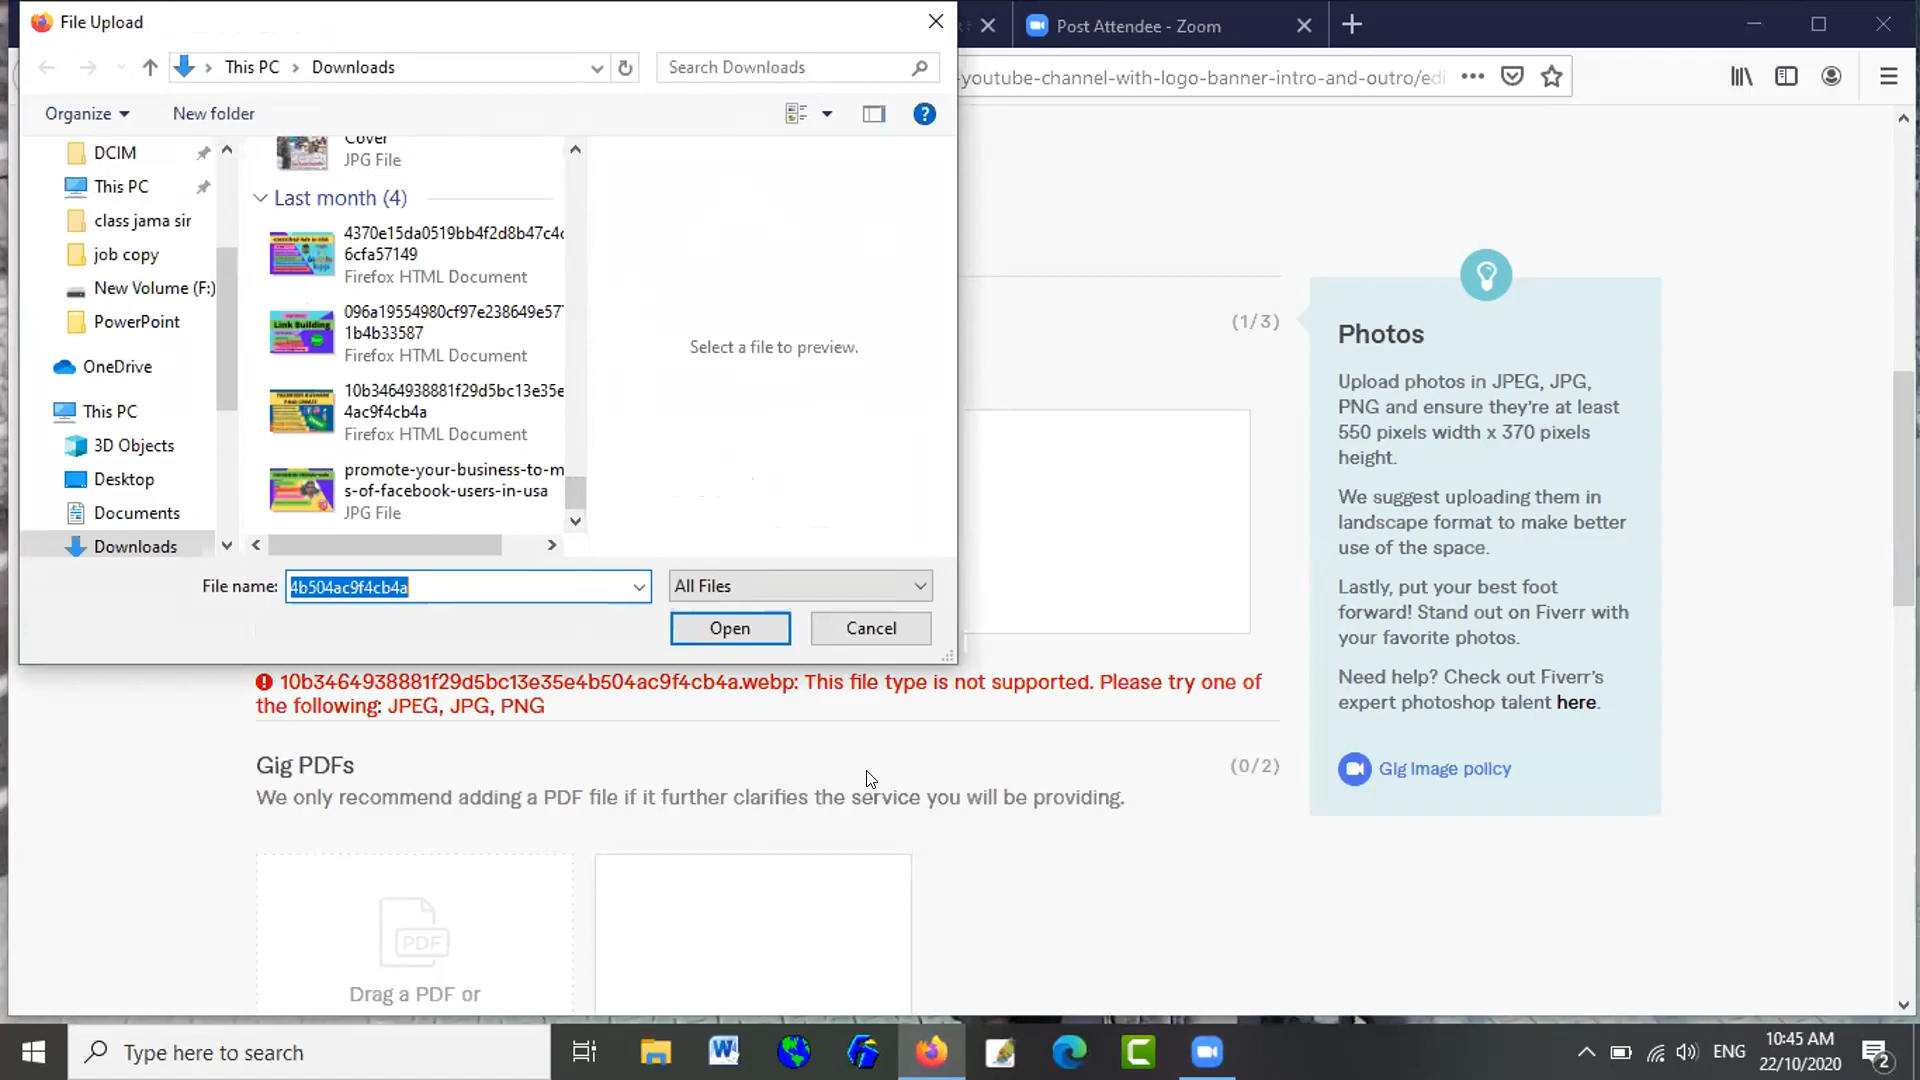 File Upload
Post Attendee - Zoom
This PC
Downloads
Search Downloads
-youtube-channel-with-logo-banner-intro-and-outro/edi
Organize
New folder
DCIM
This PC
class jama sir
job copy
New Volume (F:)
PowerPoint
OneDrive
This PC
3D Objects
Desktop
Documents
Downloads
Cover
JPG File
Last month (4)
4370e15da0519bb4f2d8b47c4c
6cfa57149
Firefox HTML Document
096a19554980cf97e238649e57
1b4b33587
Firefox HTML Document
Link Building
10b3464938881f29d5bc13e35e
4ac9f4cb4a
Firefox HTML Document
promote-your-business-to-m
s-of-facebook-users-in-usa
JPG File
Select a file to preview.
File name:
4b504ac9f4cb4a
All Files
Open
Cancel
(1/3)
Photos
Upload photos in JPEG, JPG,
PNG and ensure they're at least
550 pixels width x 370 pixels
height.
We suggest uploading them in
landscape format to make better
use of the space.
Lastly, put your best foot
forward! Stand out on Fiverr with
your favorite photos.
Need help? Check out Fiverr's
expert photoshop talent here.
Gig Image policy
10b3464938881f29d5bc13e35e4b504ac9f4cb4a.webp: This file type is not supported. Please try one of
the following: JPEG, JPG, PNG
Gig PDFs
(0/2)
We only recommend adding a PDF file if it further clarifies the service you will be providing.
PDF
Drag a PDF or
Type here to search
ENG
10:45 AM
22/10/2020
2